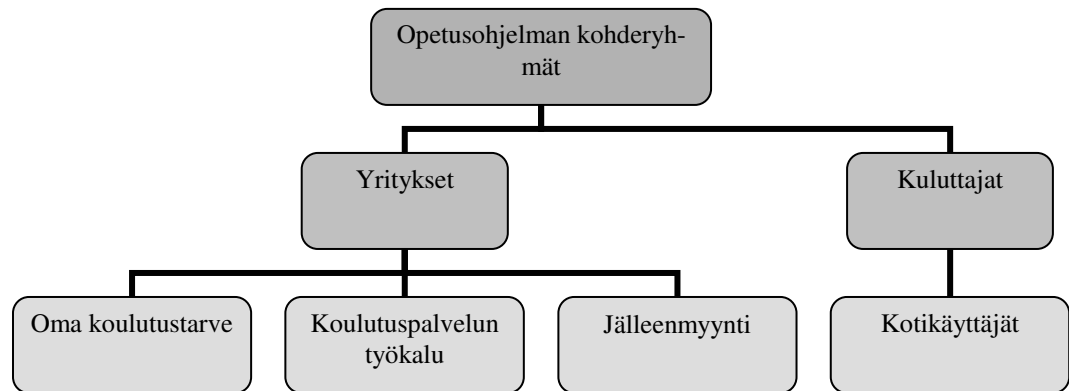 Opetusohjelman kohderyh-
mät
Yritykset
Kuluttajat
Oma koulutustarve
Koulutuspalvelun
työkalu
Jälleenmyynti
Kotikäyttäjät